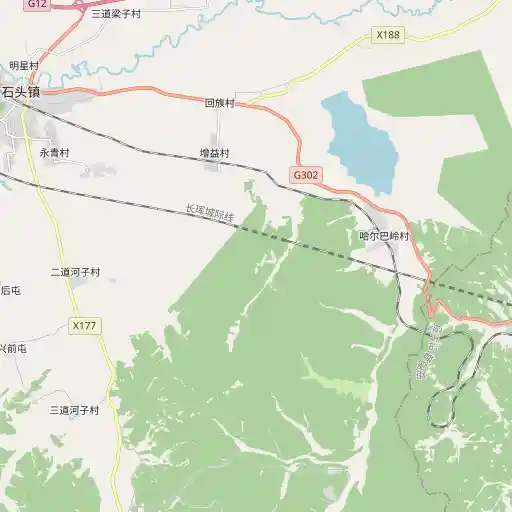 G12
三道梁子村
X188
明星村
石头镇
回族村
永青村
增益村
G302
长珲城际线
哈尔巴岭村
二道河子村
后屯
X177
兴前屯
三道河子村